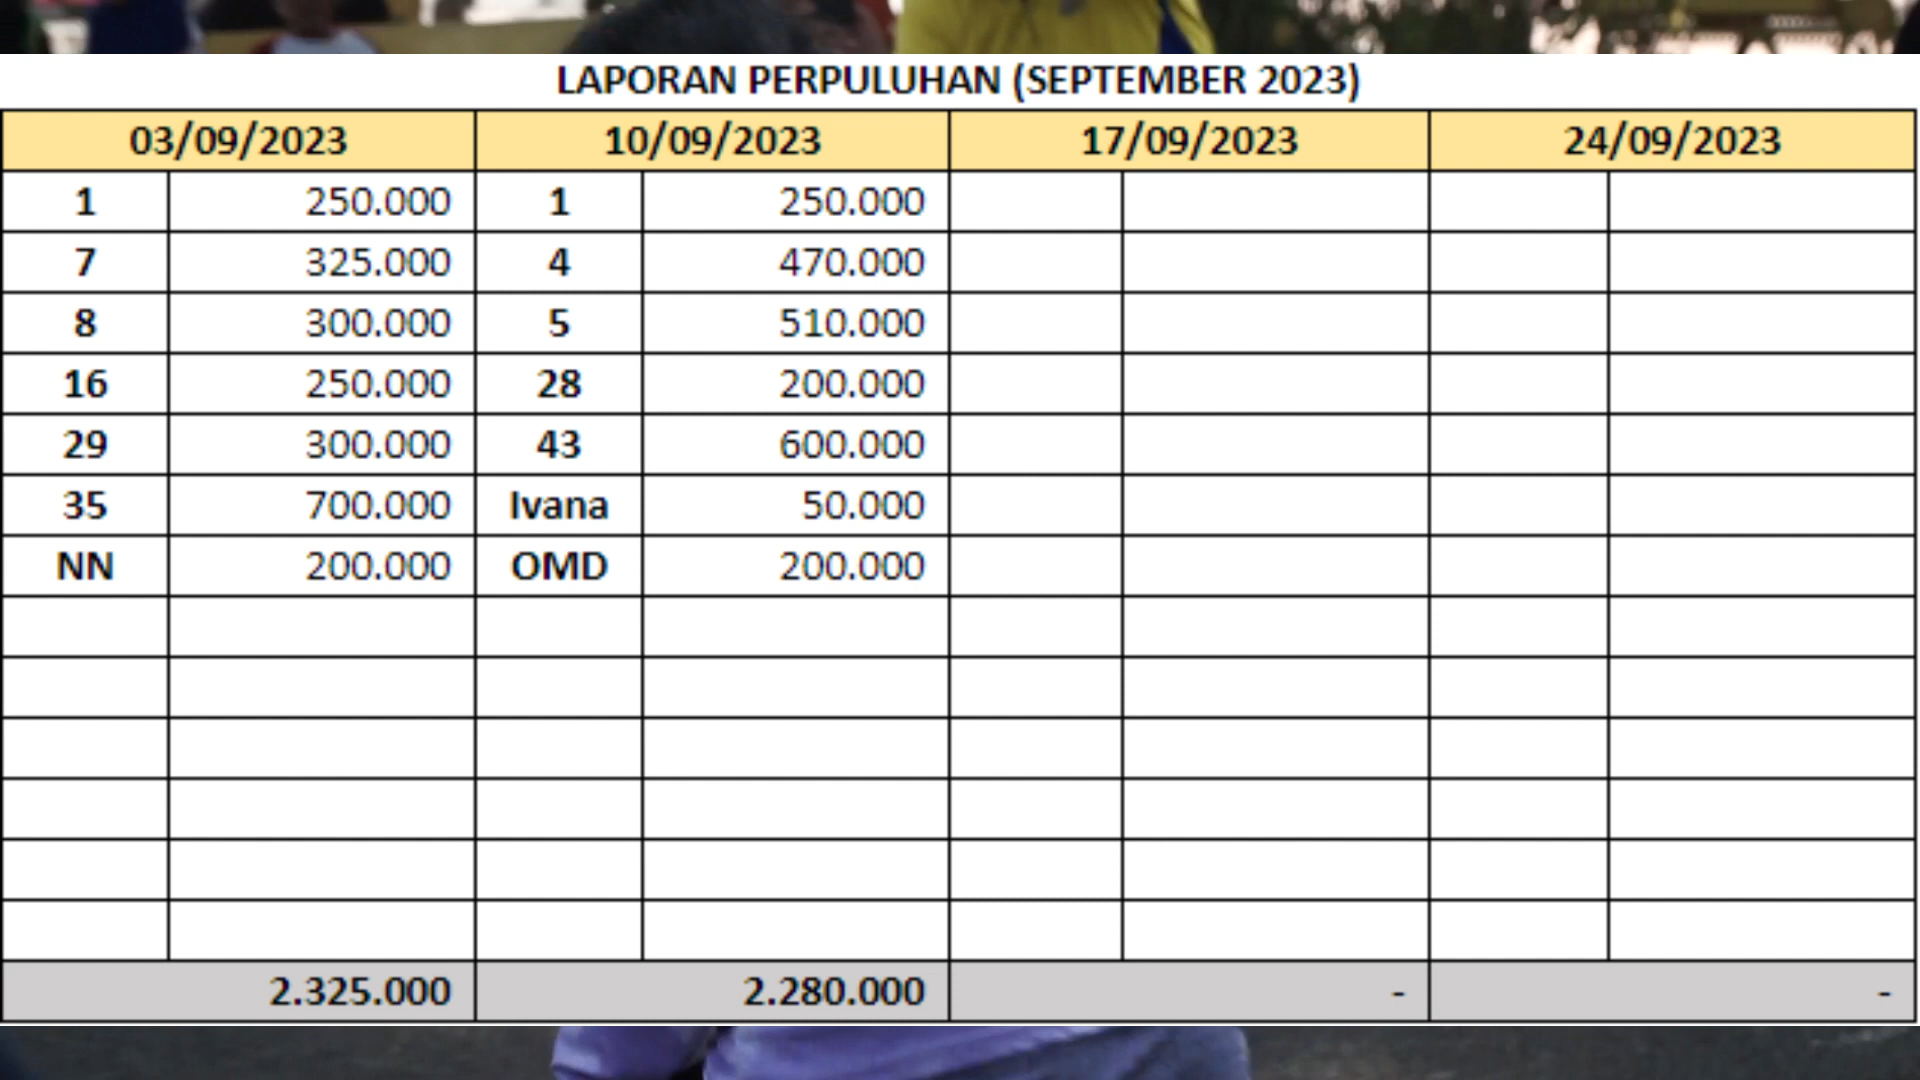 LAPORAN PERPULUHAN (SEPTEMBER 2023)
03/09/2023 10/09/2023 17/09/2023 24/09/2023
1 250.000 1 250.000
7 325.000 4 470.000
8 300.000 5 510.000
16 250.000 28 200.000
29 300.000 43 600.000
35 700.000 Ivana 50.000
NN 200.000 OMD 200.000
2.325.000 2.280.000 - -